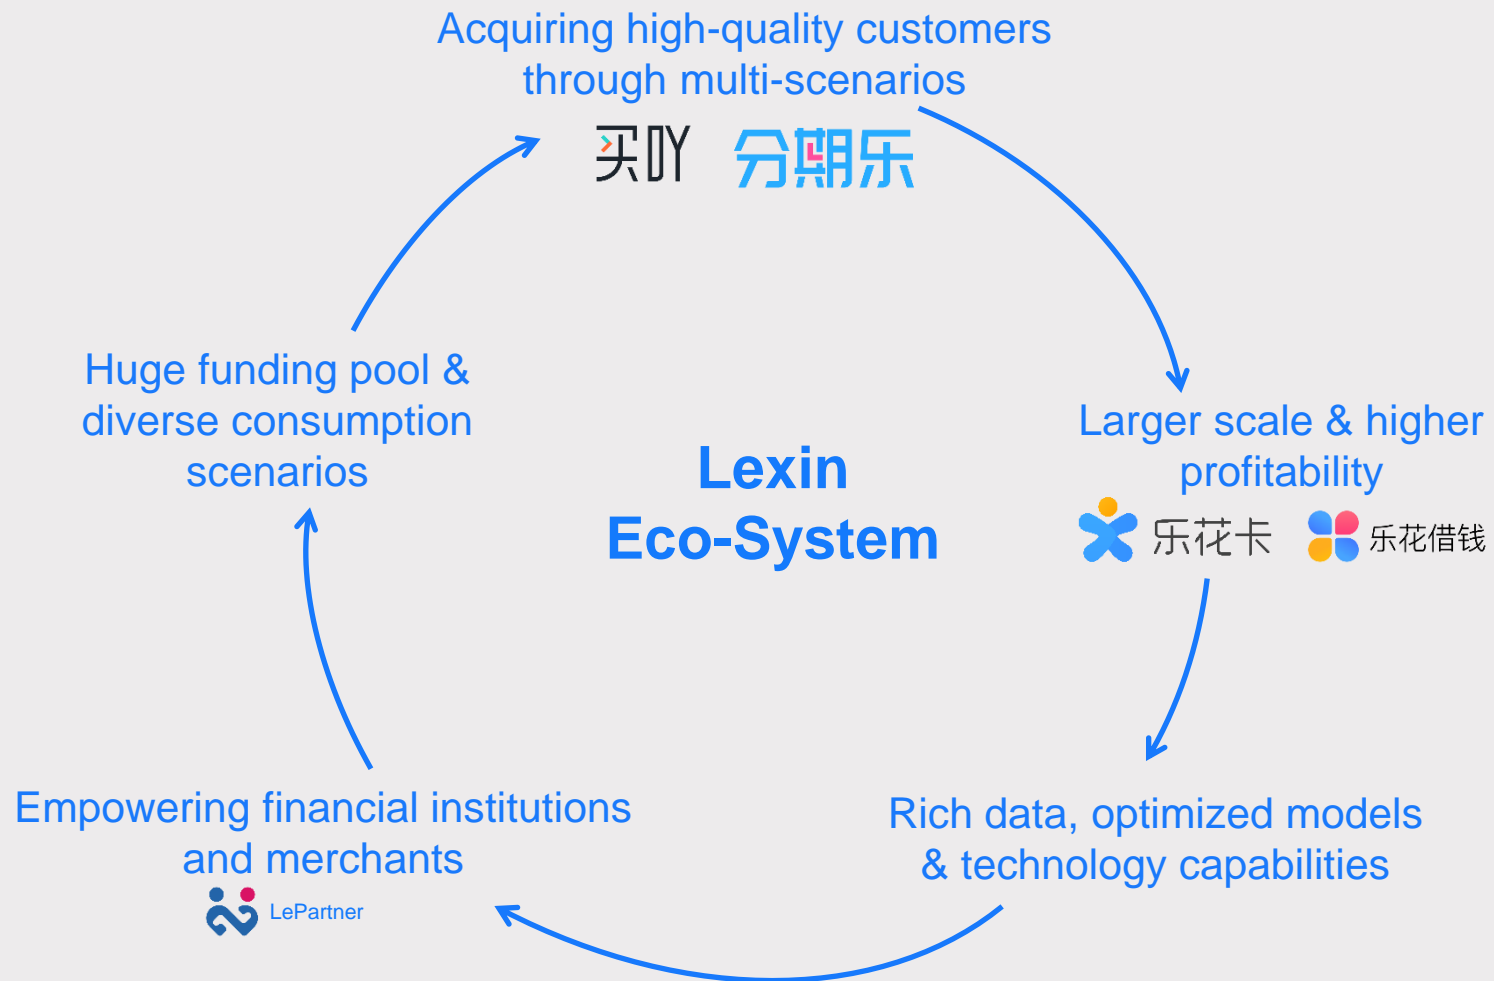 Acquiring high-quality customers
through multi-scenarios
买吖 分期乐
Huge funding pool &
diverse consumption
scenarios
Larger scale & higher
profitability
乐花卡 乐花借钱
Lexin
Eco-System
Empowering financial institutions
and merchants
LePartner
Rich data, optimized models
& technology capabilities